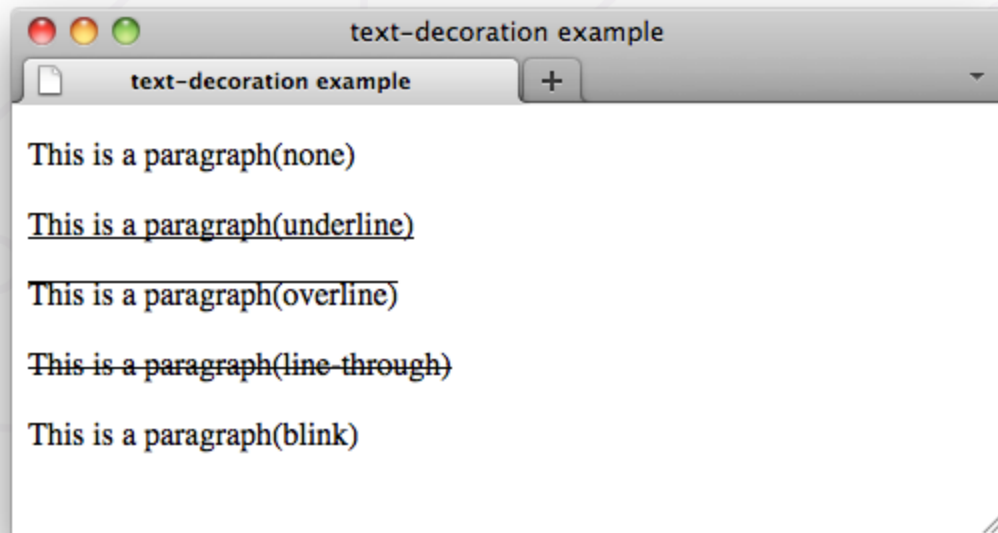 text-decoration example
text-decoration example
This is a paragraph(none)
This is a paragraph(underline)
This is a paragraph(overline)
This is a paragraph(line-through)
This is a paragraph(blink)